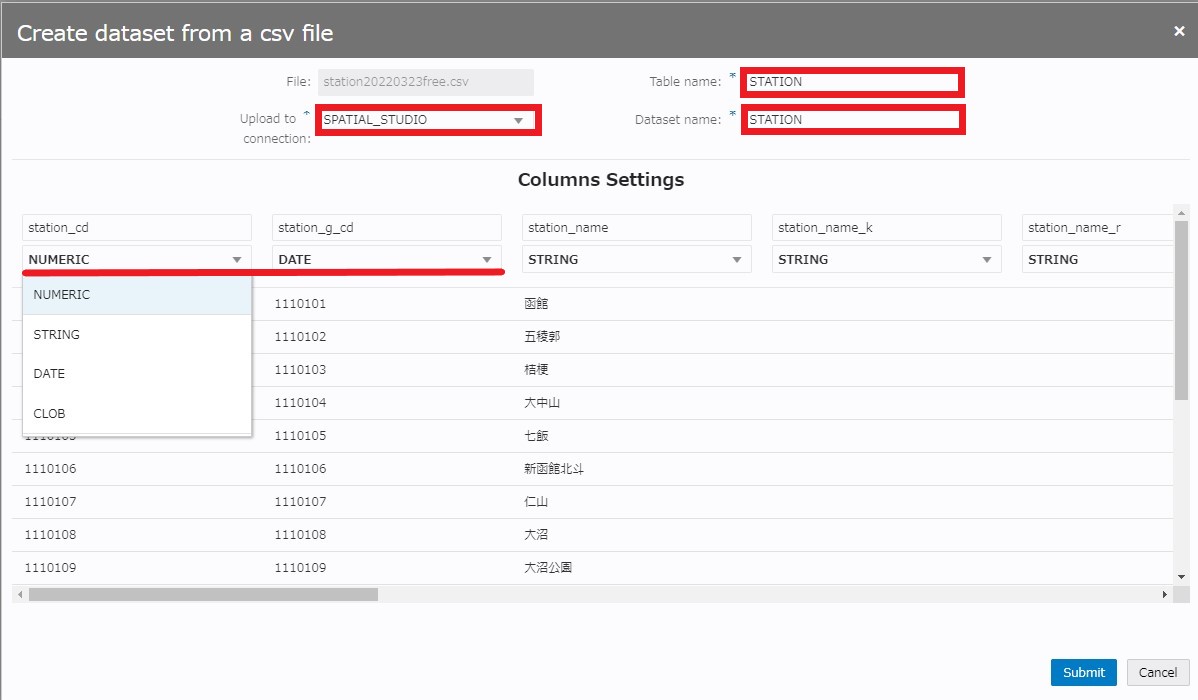 Create dataset from a csv file ×
File: station20220323free.csv Table name: * STATION
Upload to * connection: SPATIAL_STUDIO Dataset name: * STATION
Columns Settings
station_cd station_g_cd station_name station_name_k station_name_r
NUMERIC DATE STRING STRING STRING
NUMERIC
1110101 函館
STRING
1110102 五稜郭
DATE
1110103 桔梗
1110104 大中山
CLOB
1110105 1110105 七飯
1110106 1110106 新函館北斗
1110107 1110107 仁山
1110108 1110108 大沼
1110109 1110109 大沼公園
Submit Cancel